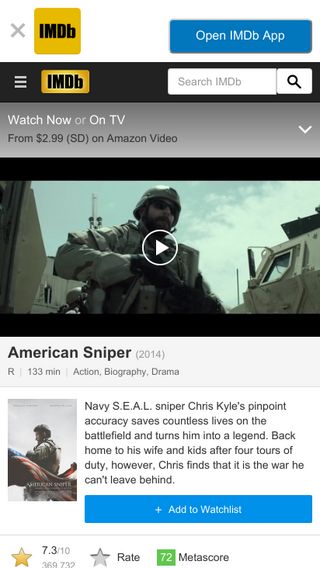 IMDb
Open IMDb App
IMDb
Search IMDb
Watch Now or On TV
From $2.99 (SD) on Amazon Video
American Sniper (2014)
R | 133 min | Action, Biography, Drama
Navy S.E.A.L. sniper Chris Kyle's pinpoint
accuracy saves countless lives on the
battlefield and turns him into a legend. Back
home to his wife and kids after four tours of
duty, however, Chris finds that it is the war he
can't leave behind.
AMERICAN SNIPER
+ Add to Watchlist
7.3/10
369,732
Rate
72 Metascore